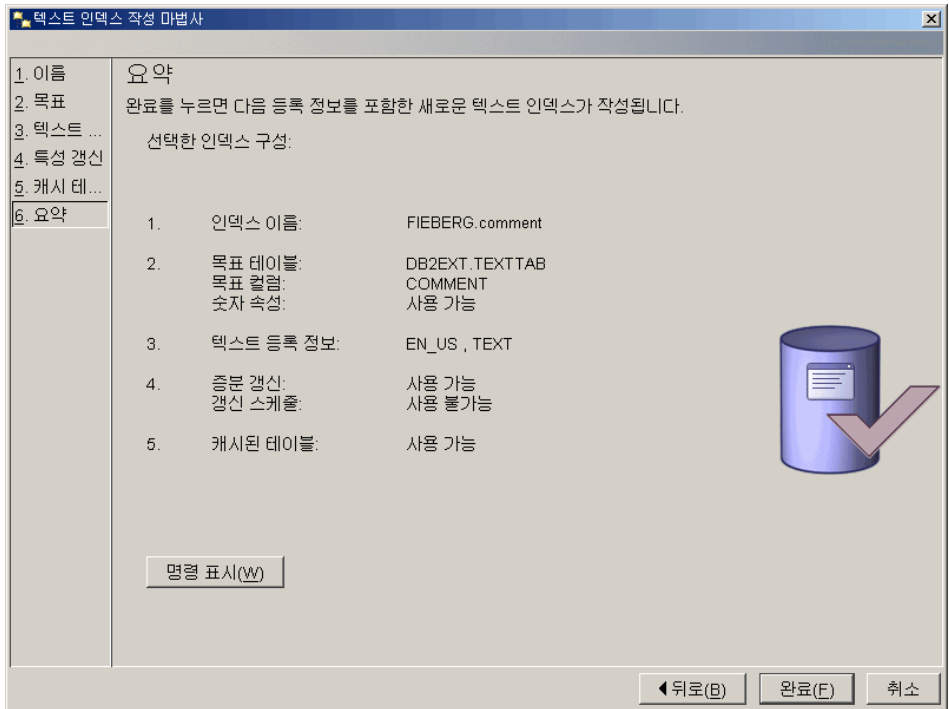 텍스트 인덱스 작성 마법사
1. 이름
2. 목표
3. 텍스트 ...
4. 특성 갱신
5. 캐시 테...
6. 요약
요약
완료를 누르면 다음 등록 정보를 포함한 새로운 텍스트 인덱스가 작성됩니다.
선택한 인덱스 구성:
1. 인덱스 이름: FIEBERG.comment
2. 목표 테이블: DB2EXT.TEXTTAB
목표 컬럼: COMMENT
숫자 속성: 사용 가능
3. 텍스트 등록 정보: EN_US , TEXT
4. 증분 갱신: 사용 가능
갱신 스케줄: 사용 불가능
5. 캐시된 테이블: 사용 가능
명령 표시(W)
뒤로(B) 완료(F) 취소